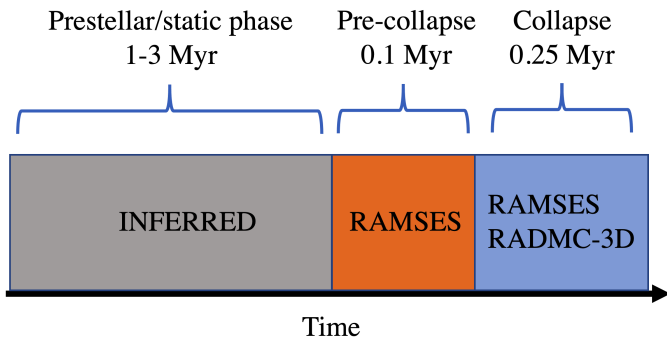 Prestellar/static phase
1-3 Myr
Pre-collapse
0.1 Myr
Collapse
0.25 Myr
INFERRED
RAMSES
RAMSES
RADMC-3D
Time